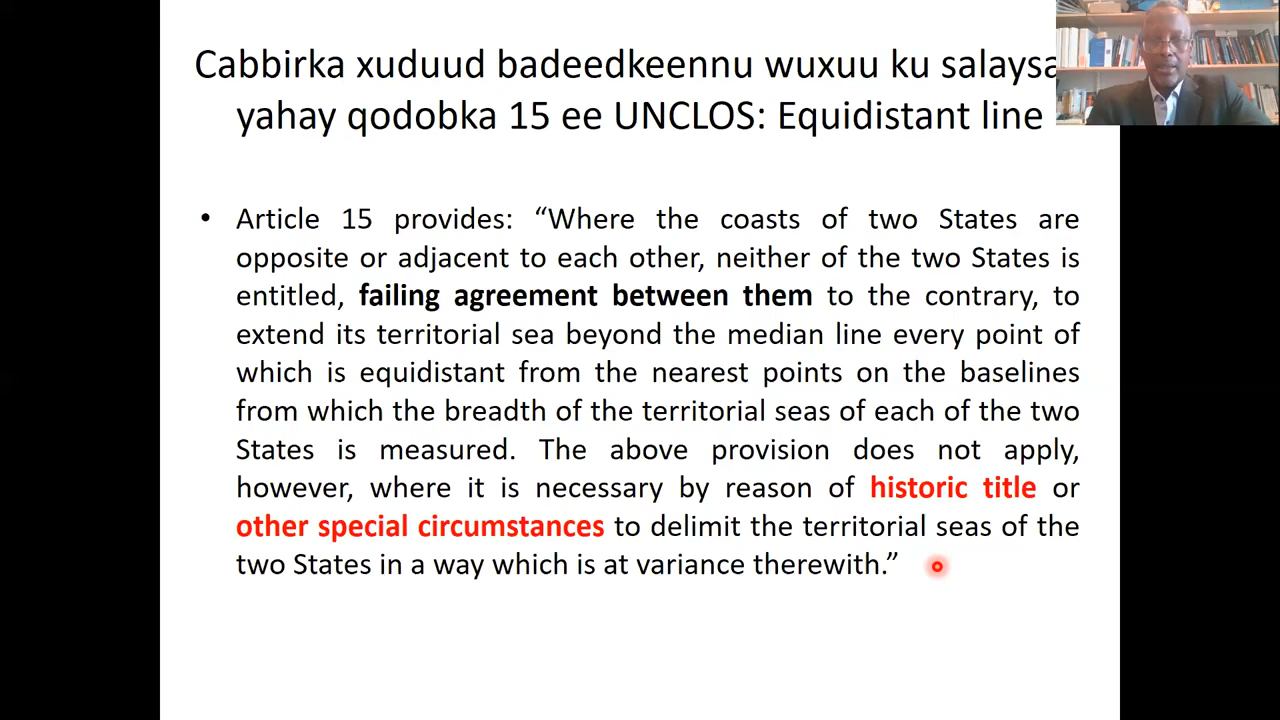 Cabbirka xuduud badeedkeennu wuxuu ku salaysa
yahay qodobka 15 ee UNCLOS: Equidistant line
• Article 15 provides: “Where the coasts of two States are
opposite or adjacent to each other, neither of the two States is
entitled, failing agreement between them to the contrary, to
extend its territorial sea beyond the median line every point of
which is equidistant from the nearest points on the baselines
from which the breadth of the territorial seas of each of the two
States is measured. The above provision does not apply,
however, where it is necessary by reason of historic title or
other special circumstances to delimit the territorial seas of the
two States in a way which is at variance therewith.”